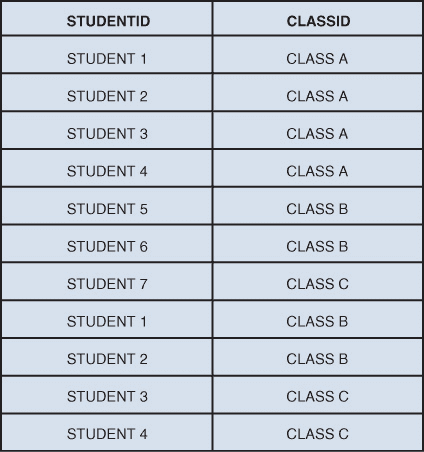 STUDENTID CLASSID
STUDENT 1 CLASS A
STUDENT 2 CLASS A
STUDENT 3 CLASS A
STUDENT 4 CLASS A
STUDENT 5 CLASS B
STUDENT 6 CLASS B
STUDENT 7 CLASS C
STUDENT 1 CLASS B
STUDENT 2 CLASS B
STUDENT 3 CLASS C
STUDENT 4 CLASS C